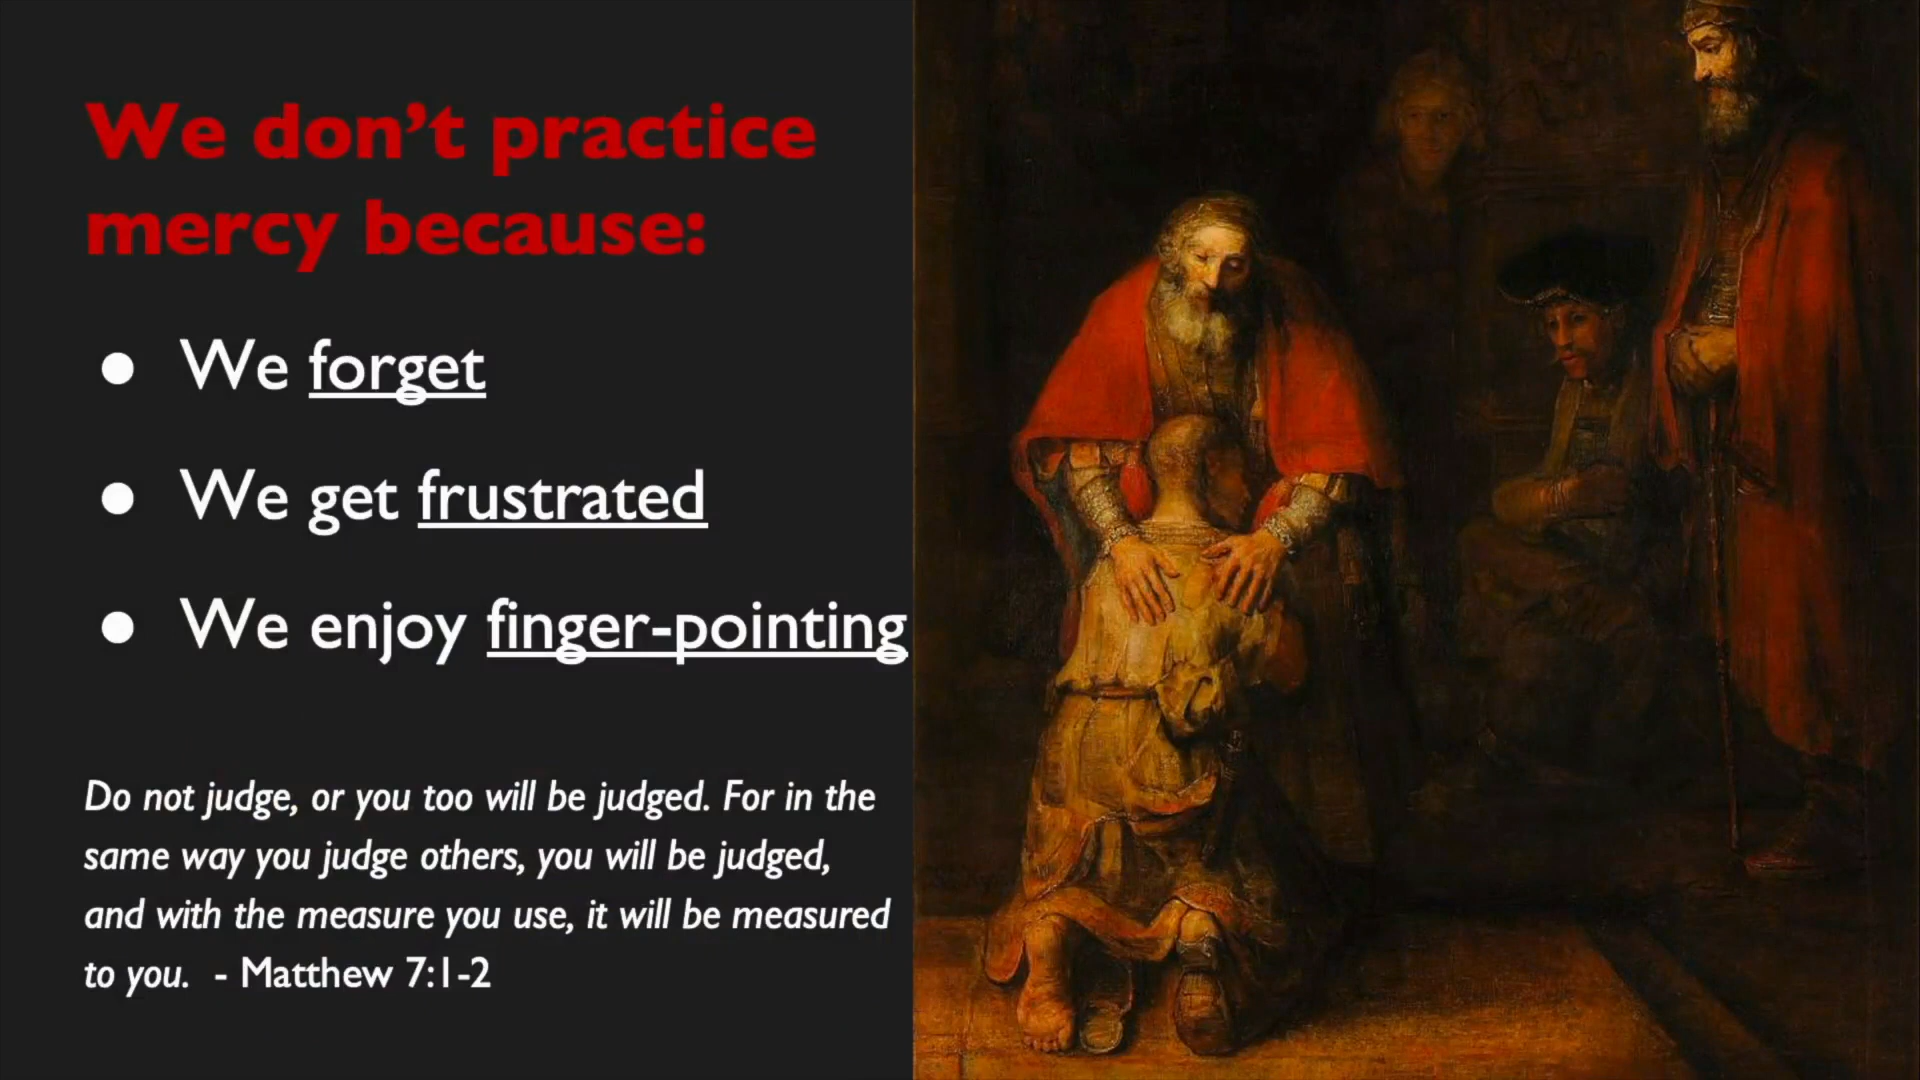 We don’t practice
mercy because:
● We forget
● We get frustrated
● We enjoy finger-pointing
Do not judge, or you too will be judged. For in the
same way you judge others, you will be judged,
and with the measure you use, it will be measured
to you. - Matthew 7:1-2